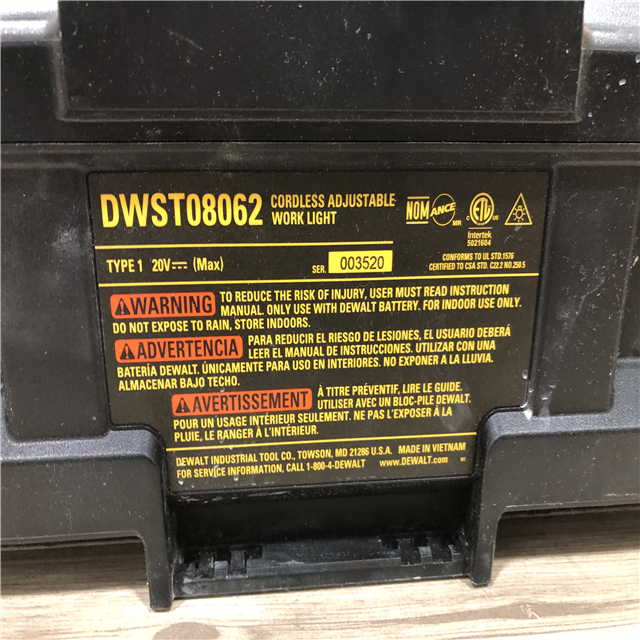 DWST08062 CORDLESS ADJUSTABLE
WORK LIGHT
NOM ANCE MR
C ETL US
Intertek
5021604
TYPE 1 20V⎓ (Max) SER. 003520
CONFORMS TO UL STD.1576
CERTIFIED TO CSA STD. C22.2 NO.250.5
⚠WARNING TO REDUCE THE RISK OF INJURY, USER MUST READ INSTRUCTION
MANUAL. ONLY USE WITH DEWALT BATTERY. FOR INDOOR USE ONLY.
DO NOT EXPOSE TO RAIN, STORE INDOORS.
⚠ADVERTENCIA PARA REDUCIR EL RIESGO DE LESIONES, EL USUARIO DEBERÁ
LEER EL MANUAL DE INSTRUCCIONES. UTILIZAR CON UNA
BATERÍA DEWALT. ÚNICAMENTE PARA USO EN INTERIORES. NO EXPONER A LA LLUVIA.
ALMACENAR BAJO TECHO.
⚠AVERTISSEMENT À TITRE PRÉVENTIF, LIRE LE GUIDE.
UTILISER AVEC UN BLOC-PILE DEWALT.
POUR UN USAGE INTÉRIEUR SEULEMENT. NE PAS L'EXPOSER À LA
PLUIE, LE RANGER À L'INTÉRIEUR.
DEWALT INDUSTRIAL TOOL CO., TOWSON, MD 21286 U.S.A. MADE IN VIETNAM
FOR SERVICE INFORMATION, CALL 1-800-4-DEWALT www.DEWALT.com